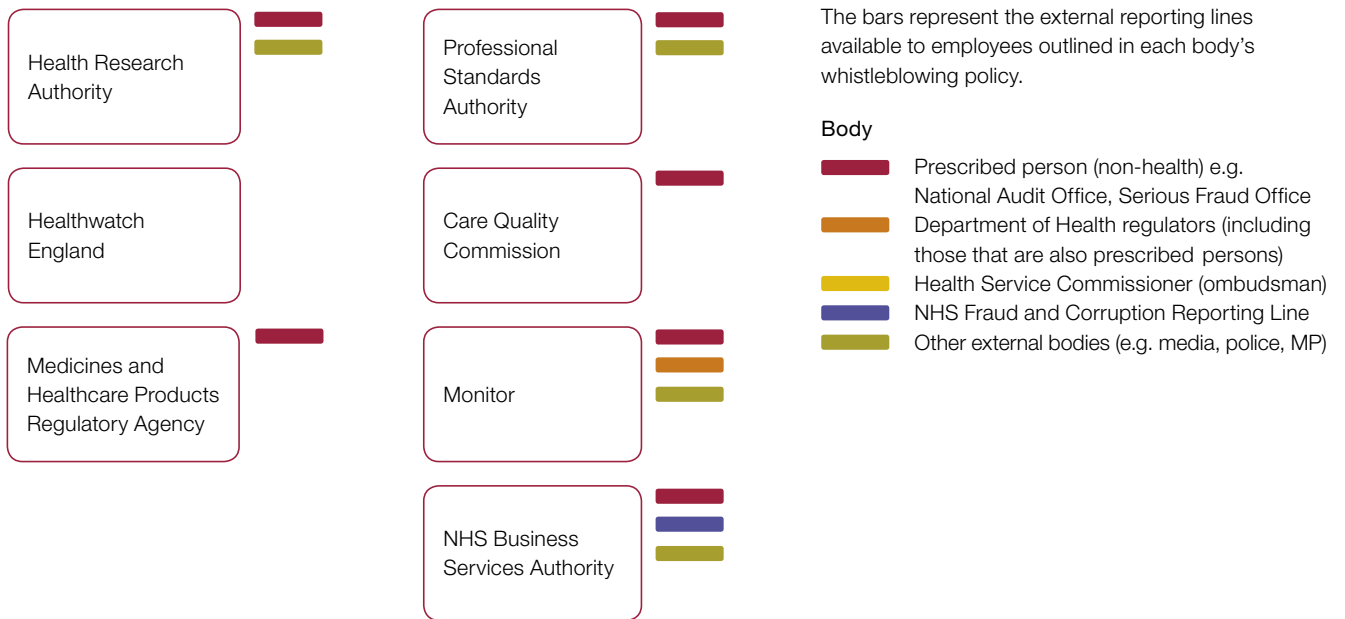 Health Research
Authority
Healthwatch
England
Medicines and
Healthcare Products
Regulatory Agency
Professional
Standards
Authority
Care Quality
Commission
Monitor
NHS Business
Services Authority
The bars represent the external reporting lines
available to employees outlined in each body’s
whistleblowing policy.
Body
Prescribed person (non-health) e.g.
National Audit Office, Serious Fraud Office
Department of Health regulators (including
those that are also prescribed persons)
Health Service Commissioner (ombudsman)
NHS Fraud and Corruption Reporting Line
Other external bodies (e.g. media, police, MP)